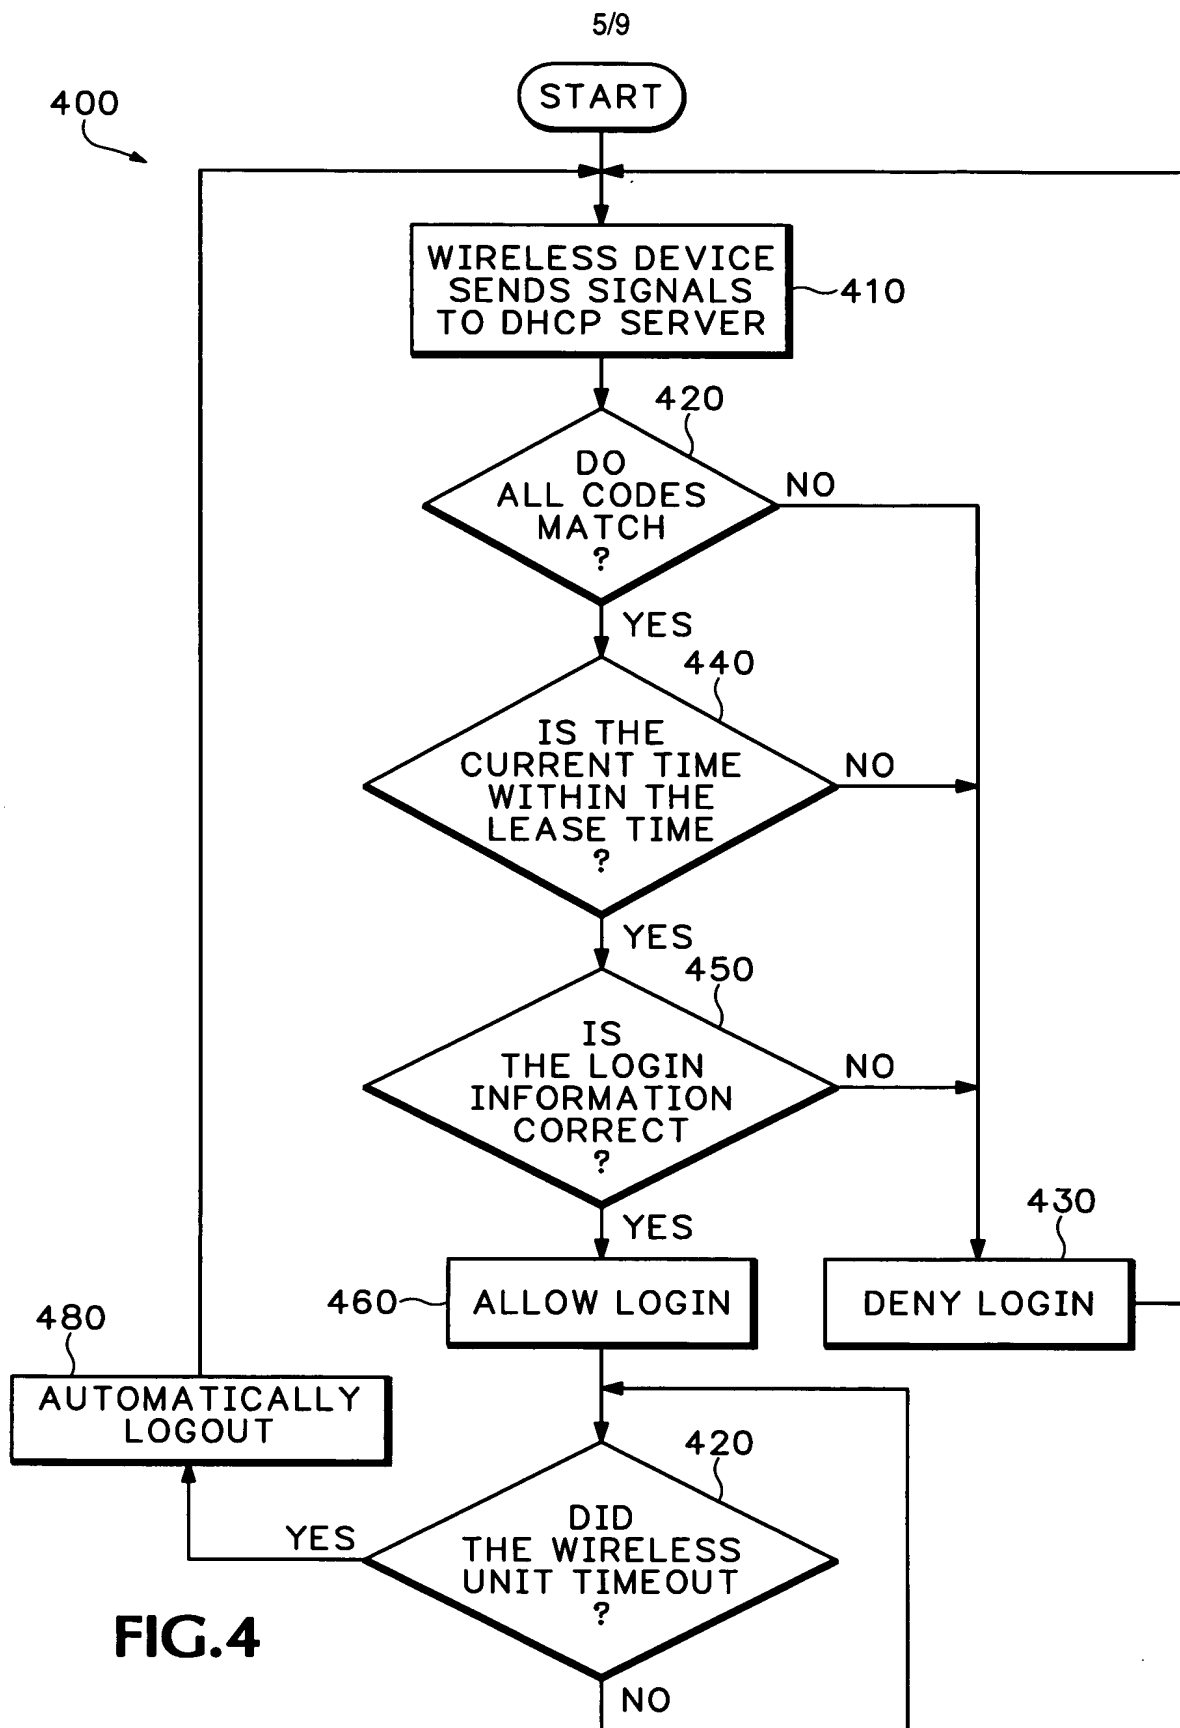 5/9
START
400
WIRELESS DEVICE
SENDS SIGNALS
TO DHCP SERVER
410
420
DO
ALL CODES
MATCH
?
NO
YES
440
IS THE
CURRENT TIME
WITHIN THE
LEASE TIME
?
NO
YES
450
IS
THE LOGIN
INFORMATION
CORRECT
?
NO
YES
430
460
ALLOW LOGIN
DENY LOGIN
480
AUTOMATICALLY
LOGOUT
420
DID
THE WIRELESS
UNIT TIMEOUT
?
YES
NO
FIG.4